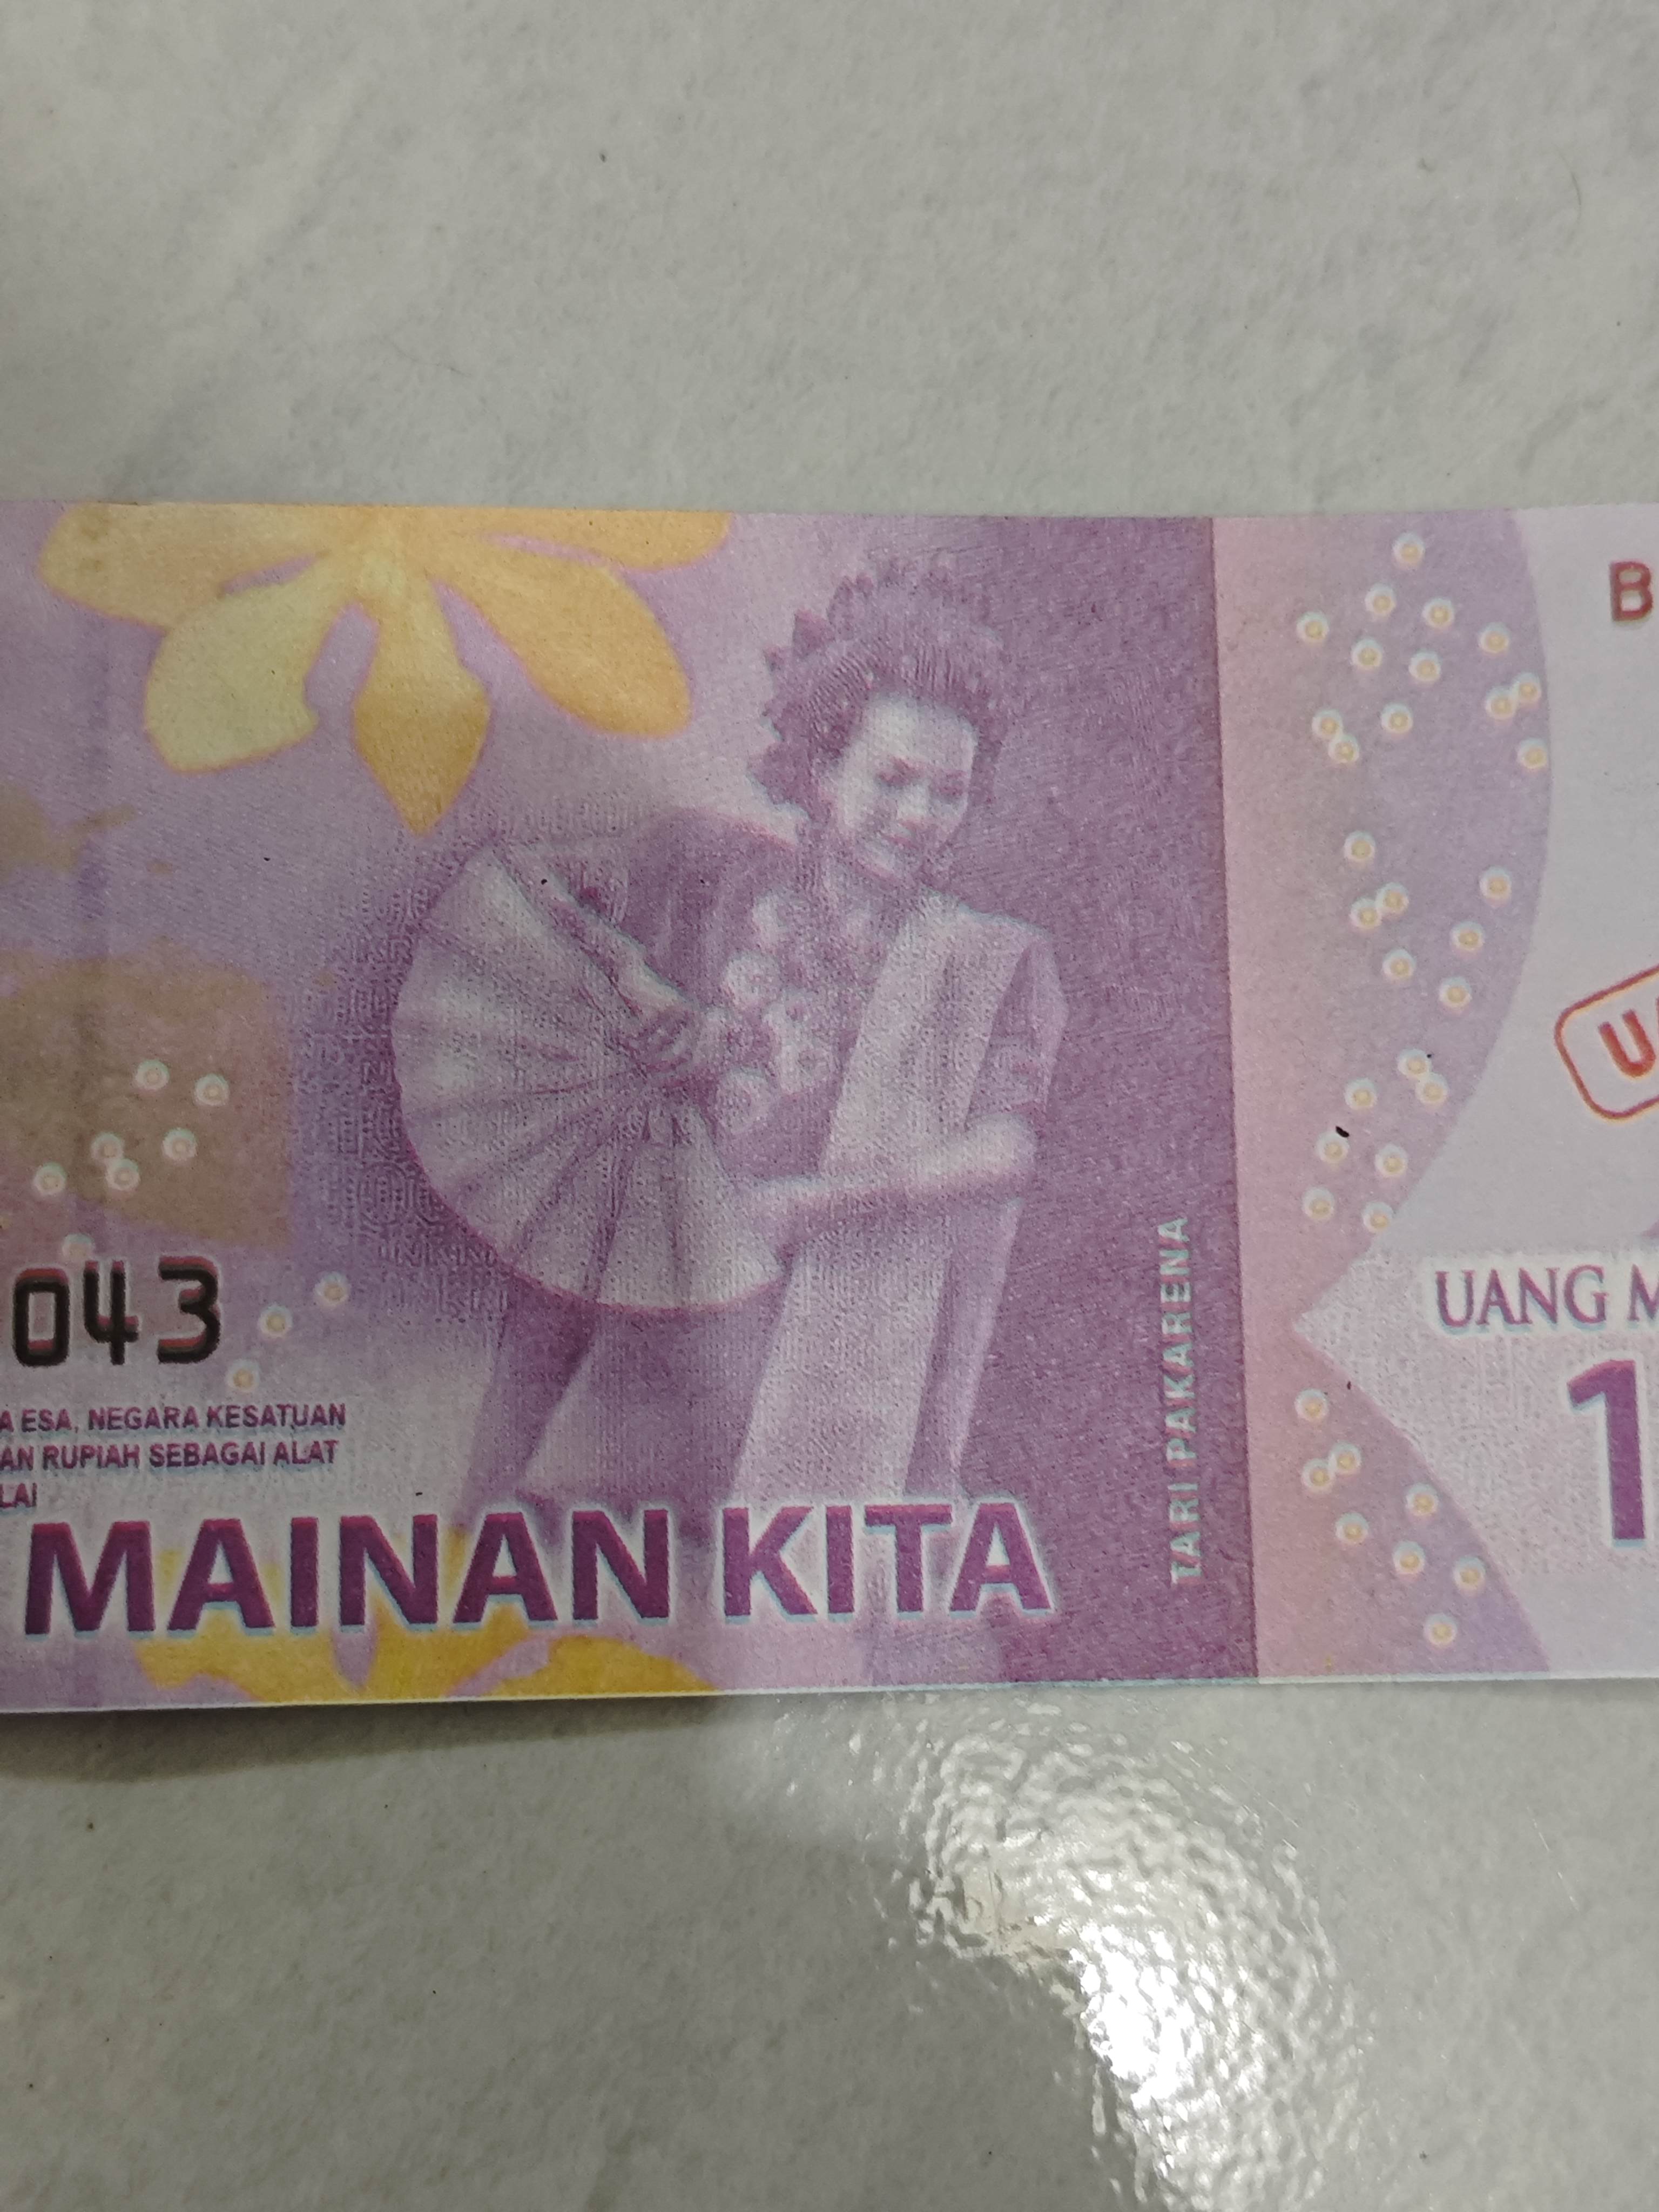 B
U
TARI PAKARENA
043
UANG M
A ESA, NEGARA KESATUAN
AN RUPIAH SEBAGAI ALAT
LAI
1
MAINAN KITA